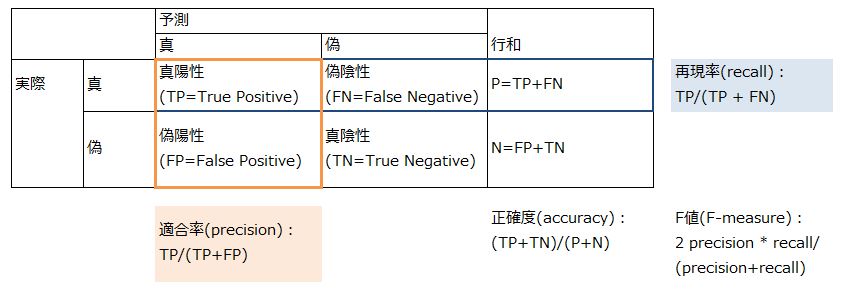 予測
真
偽
行和
実際
真
真陽性
(TP=True Positive)
偽陰性
(FN=False Negative)
P=TP+FN
再現率(recall)：
TP/(TP + FN)
偽
偽陽性
(FP=False Positive)
真陰性
(TN=True Negative)
N=FP+TN
適合率(precision)：
TP/(TP+FP)
正確度(accuracy)：
(TP+TN)/(P+N)
F値(F-measure)：
2 precision * recall/
(precision+recall)